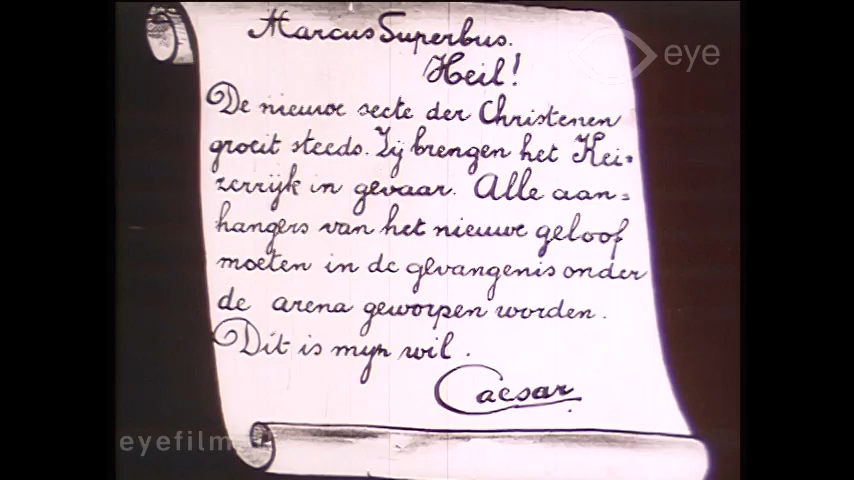 Marcus Superbus.
Heil!
De nieuwe secte der Christenen
groeit steeds. Zij brengen het Kei=
zerrijk in gevaar. Alle aan=
hangers van het nieuwe geloof
moeten in de gevangenis onder
de arena geworpen worden.
Dit is mijn wil.
Caesar
eye
eyefilm